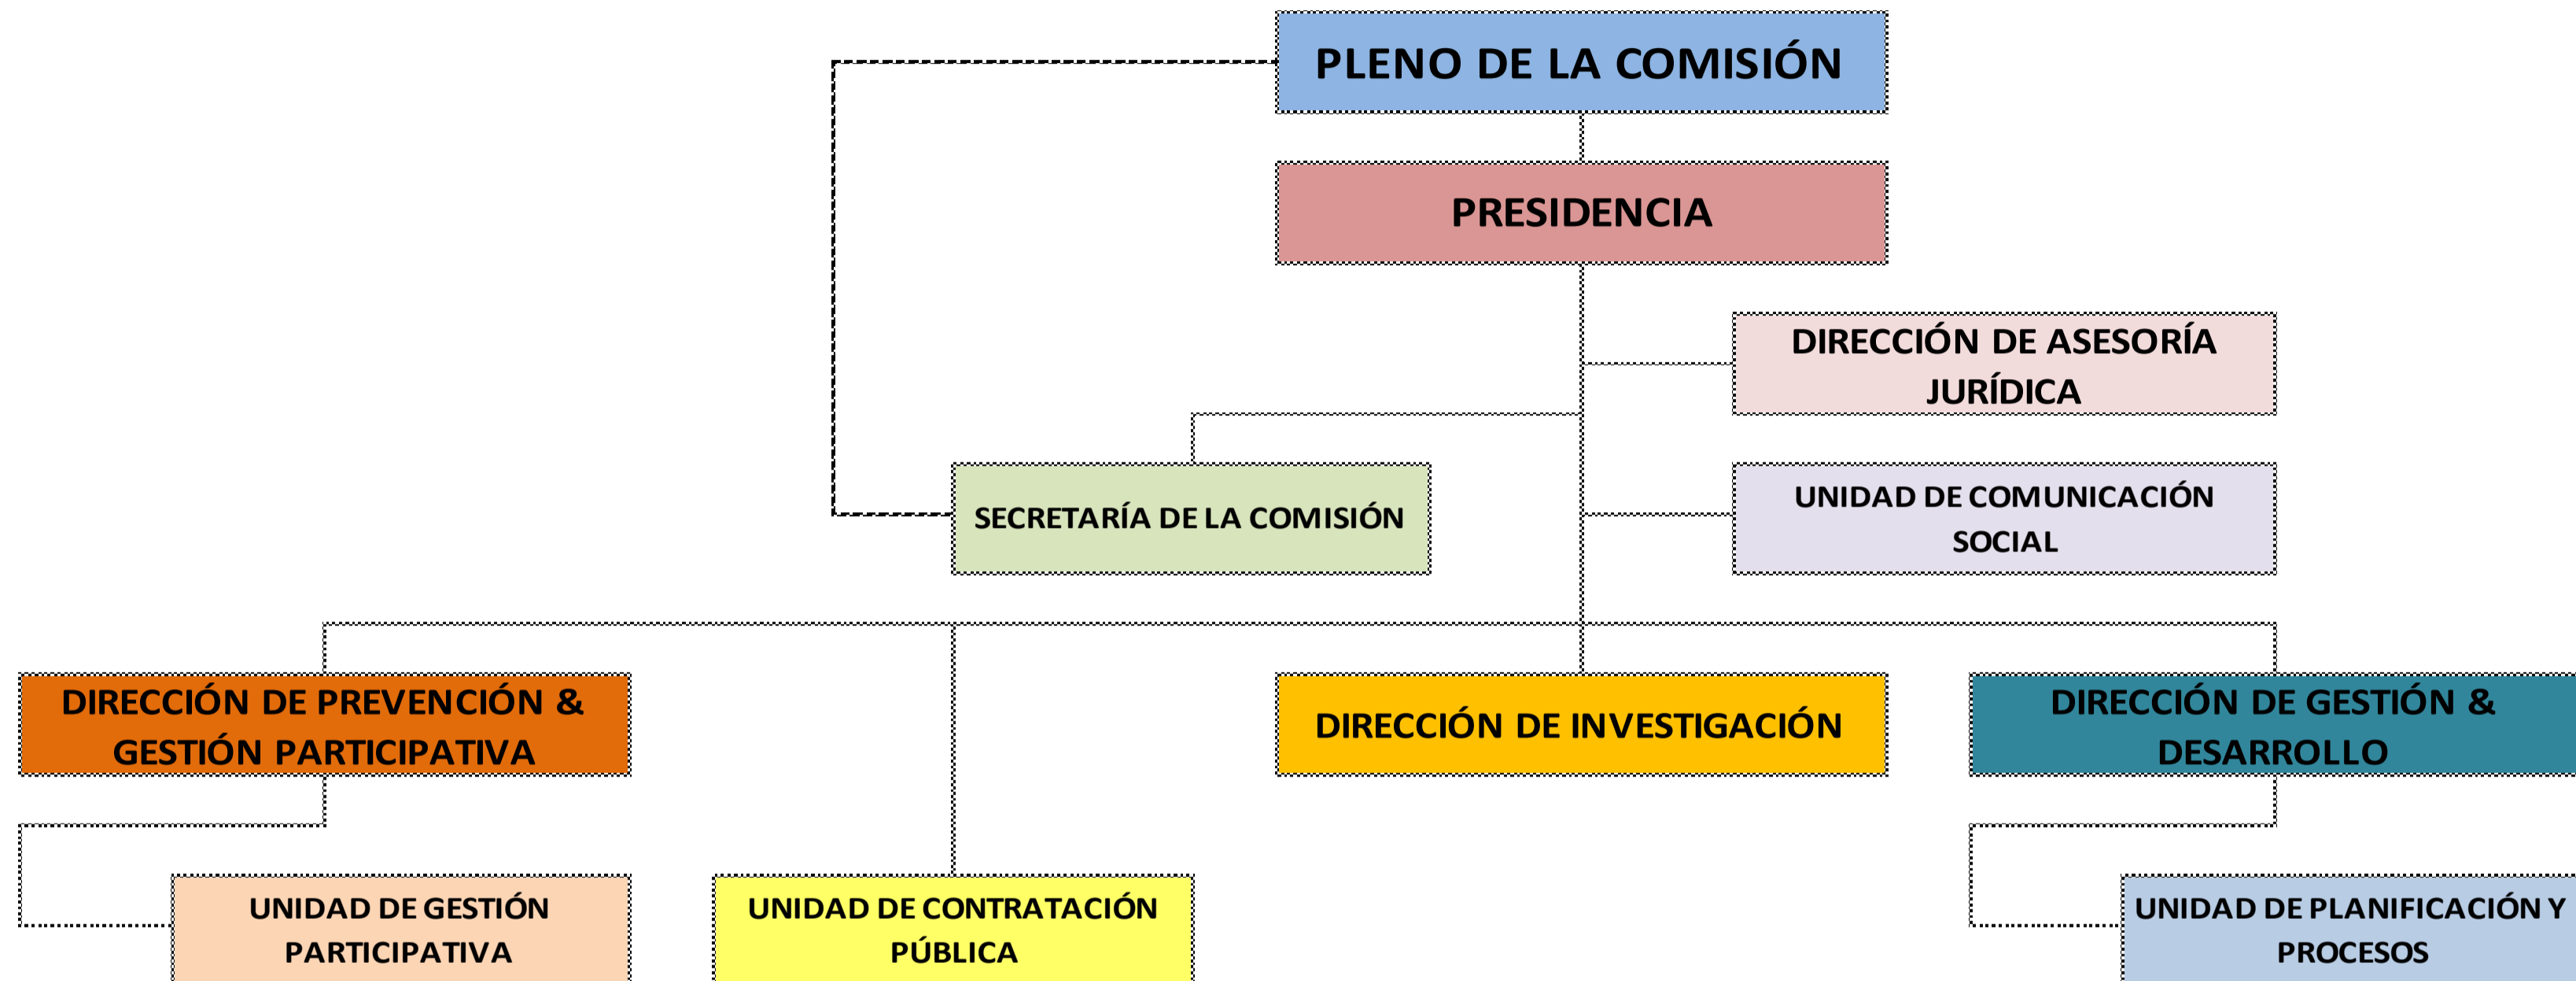 PLENO DE LA COMISIÓN
PRESIDENCIA
DIRECCIÓN DE ASESORÍA
JURÍDICA
SECRETARÍA DE LA COMISIÓN
UNIDAD DE COMUNICACIÓN
SOCIAL
DIRECCIÓN DE PREVENCIÓN &
GESTIÓN PARTICIPATIVA
DIRECCIÓN DE INVESTIGACIÓN
DIRECCIÓN DE GESTIÓN &
DESARROLLO
UNIDAD DE GESTIÓN
PARTICIPATIVA
UNIDAD DE CONTRATACIÓN
PÚBLICA
UNIDAD DE PLANIFICACIÓN Y
PROCESOS